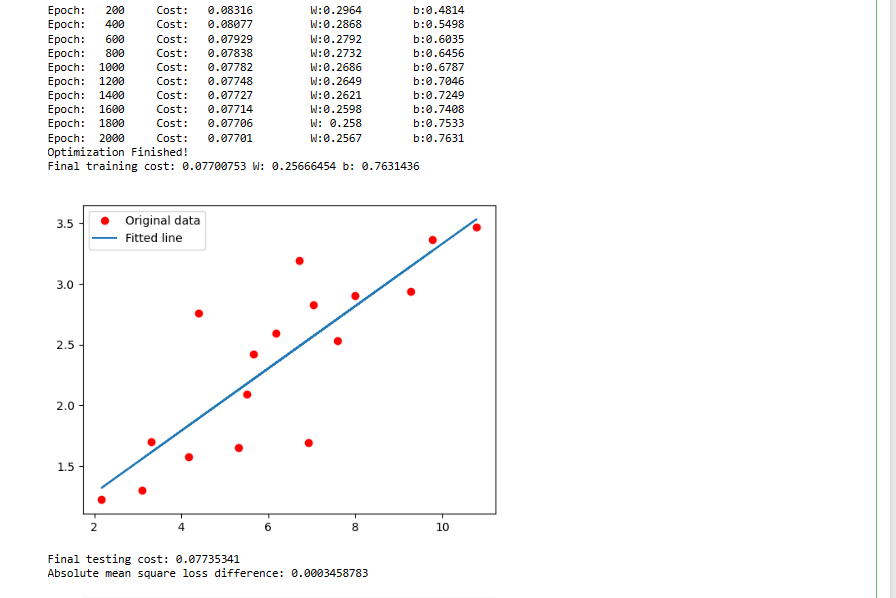 Epoch:   200     Cost:   0.08316         W:0.2964        b:0.4814
Epoch:   400     Cost:   0.08077         W:0.2868        b:0.5498
Epoch:   600     Cost:   0.07929         W:0.2792        b:0.6035
Epoch:   800     Cost:   0.07838         W:0.2732        b:0.6456
Epoch:  1000     Cost:   0.07782         W:0.2686        b:0.6787
Epoch:  1200     Cost:   0.07748         W:0.2649        b:0.7046
Epoch:  1400     Cost:   0.07727         W:0.2621        b:0.7249
Epoch:  1600     Cost:   0.07714         W:0.2598        b:0.7408
Epoch:  1800     Cost:   0.07706         W: 0.258        b:0.7533
Epoch:  2000     Cost:   0.07701         W:0.2567        b:0.7631
Optimization Finished!
Final training cost: 0.07700753 W: 0.25666454 b: 0.7631436
Original data
Fitted line
3.5
3.0
2.5
2.0
1.5
2 4 6 8 10
Final testing cost: 0.07735341
Absolute mean square loss difference: 0.0003458783